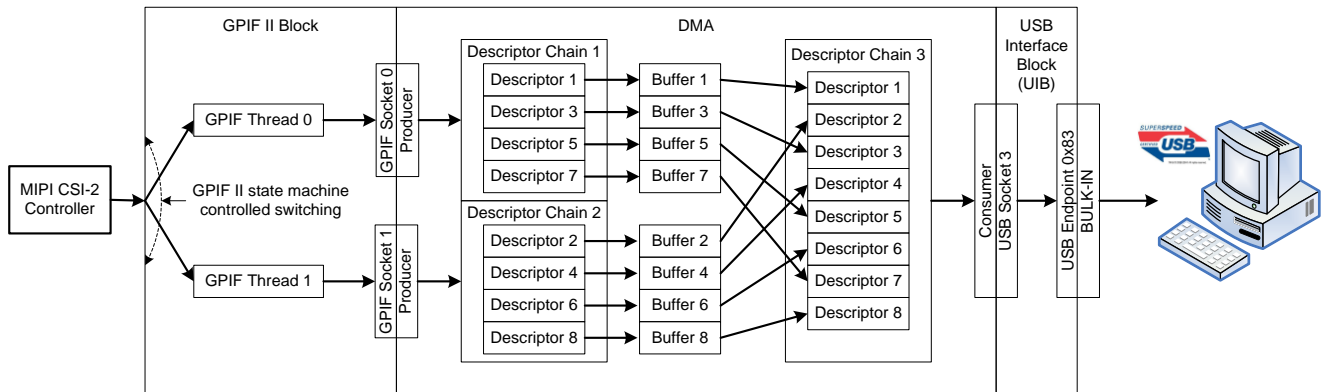 GPIF II Block
DMA
USB
Interface
Block
(UIB)
MIPI CSI-2
Controller
GPIF Thread 0
GPIF II state machine
controlled switching
GPIF Thread 1
GPIF Socket 0
Producer
GPIF Socket 1
Producer
Descriptor Chain 1
Descriptor 1
Descriptor 3
Descriptor 5
Descriptor 7
Descriptor Chain 2
Descriptor 2
Descriptor 4
Descriptor 6
Descriptor 8
Buffer 1
Buffer 3
Buffer 5
Buffer 7
Buffer 2
Buffer 4
Buffer 6
Buffer 8
Descriptor Chain 3
Descriptor 1
Descriptor 2
Descriptor 3
Descriptor 4
Descriptor 5
Descriptor 6
Descriptor 7
Descriptor 8
Consumer
USB Socket 3
USB Endpoint 0x83
BULK-IN
SUPERSPEED
CERTIFIED
USB